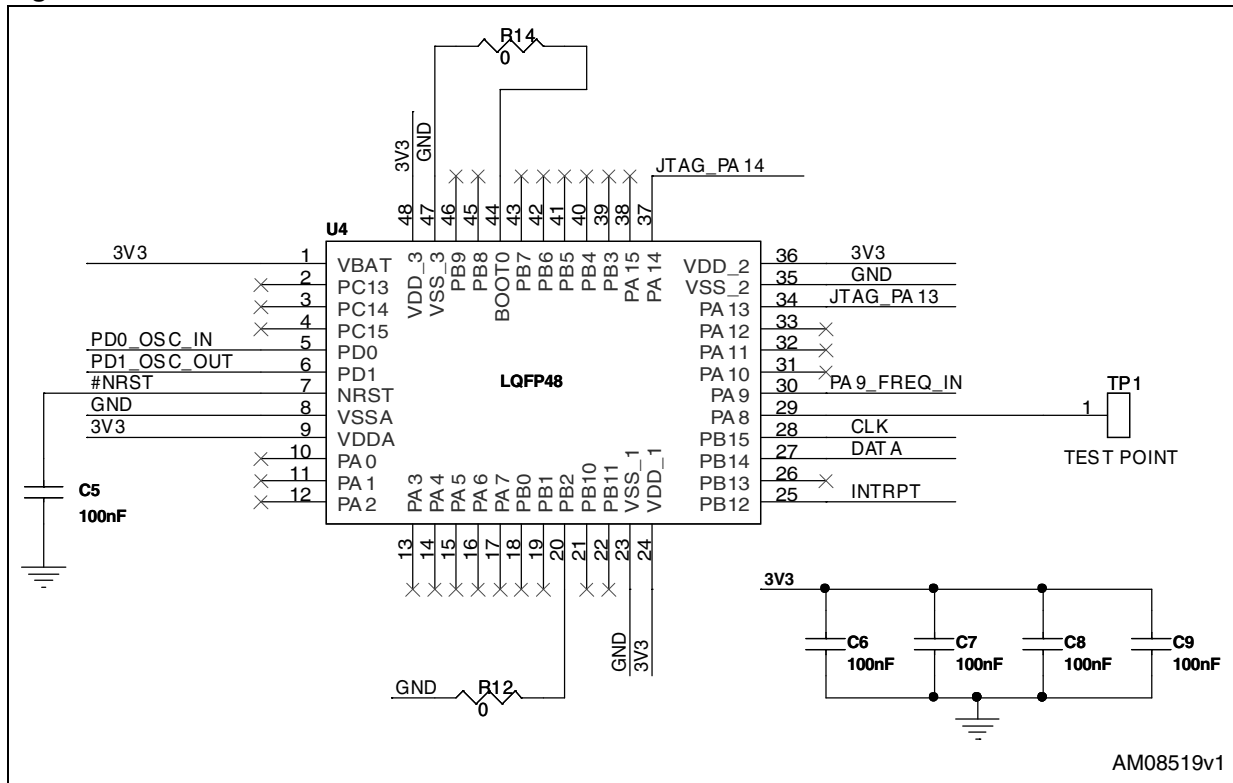 R14
0
3V3
GND
JTAG_PA14
48
47
46
45
44
43
42
41
40
39
38
37
U4
VDD_3
VSS_3
PB9
PB8
BOOT0
PB7
PB6
PB5
PB4
PB3
PA15
PA14
3V3
1
VBAT
2
PC13
3
PC14
4
PC15
PD0_OSC_IN
5
PD0
PD1_OSC_OUT
6
PD1
#NRST
7
NRST
GND
8
VSSA
3V3
9
VDDA
10
PA0
11
PA1
12
PA2
LQFP48
VDD_2
36
3V3
VSS_2
35
GND
PA13
34
JTAG_PA13
PA12
33
PA11
32
PA10
31
PA9
30
PA9_FREQ_IN
PA8
29
1
TP1
TEST POINT
PB15
28
CLK
PB14
27
DATA
PB13
26
PB12
25
INTRPT
C5
100nF
PA3
PA4
PA5
PA6
PA7
PB0
PB1
PB2
PB10
PB11
VSS_1
VDD_1
13
14
15
16
17
18
19
20
21
22
23
24
GND
3V3
GND
R12
0
3V3
C6
100nF
C7
100nF
C8
100nF
C9
100nF
AM08519v1